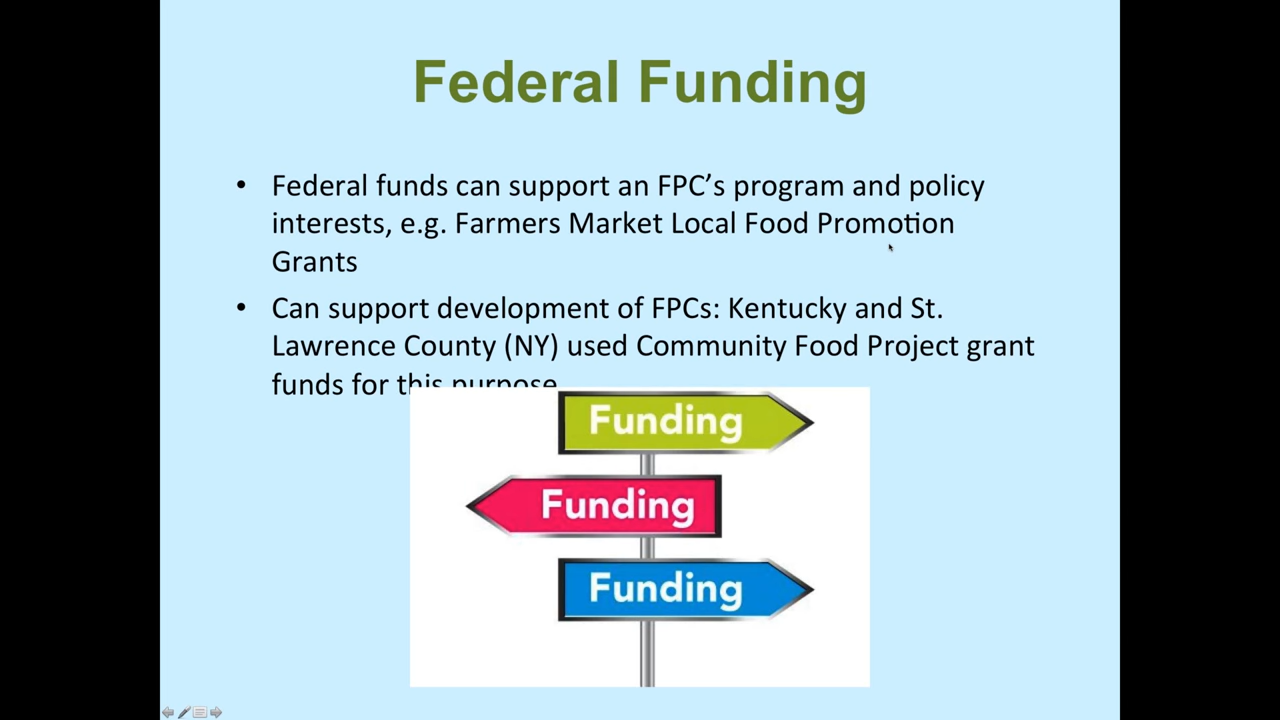 Federal Funding
• Federal funds can support an FPC’s program and policy
interests, e.g. Farmers Market Local Food Promotion
Grants
• Can support development of FPCs: Kentucky and St.
Lawrence County (NY) used Community Food Project grant
funds for this purpose
Funding
Funding
Funding